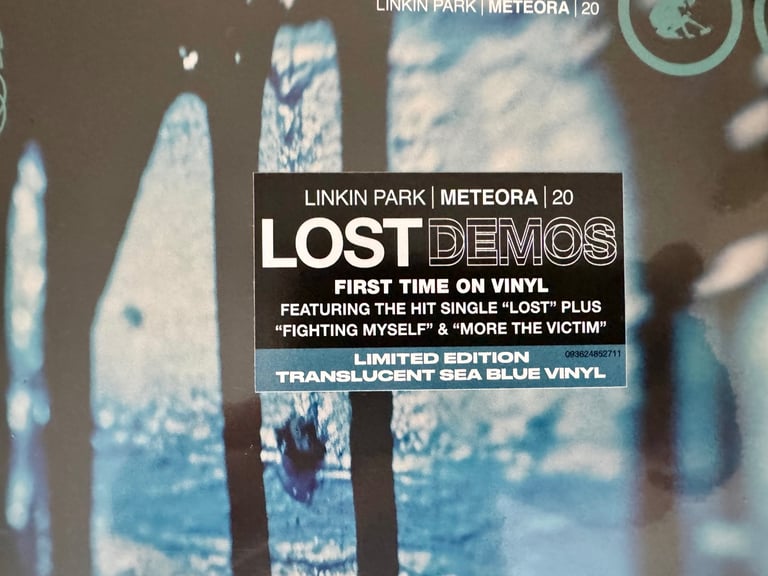 LINKIN PARK | METEORA | 20
LINKIN PARK | METEORA | 20
LOST DEMOS
FIRST TIME ON VINYL
FEATURING THE HIT SINGLE “LOST” PLUS
“FIGHTING MYSELF” & “MORE THE VICTIM”
093624852711
LIMITED EDITION
TRANSLUCENT SEA BLUE VINYL